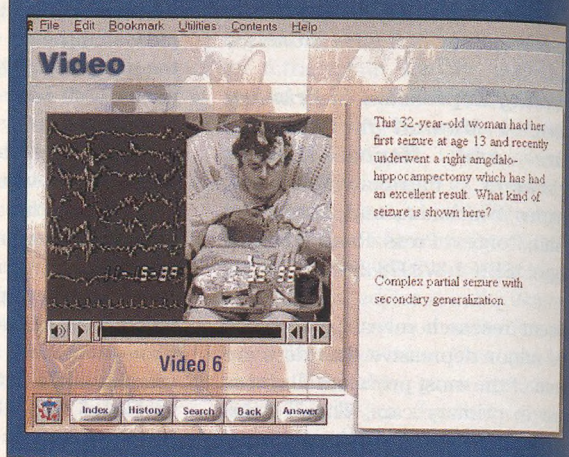 File Edit Bookmark Utilities Contents Help
Video
This 32-year-old woman had her
first seizure at age 13 and recently
underwent a right amgdalo-
hippocampectomy which has had
an excellent result. What kind of
seizure is shown here?
Complex partial seizure with
secondary generalization
Video 6
Index History Search Back Answer